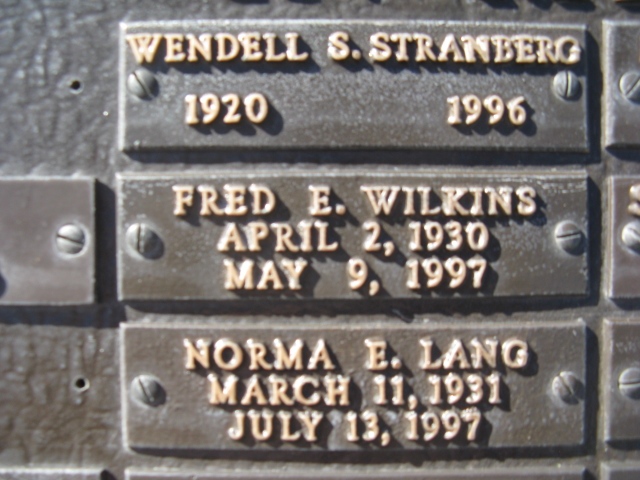 WENDELL S. STRANBERG
1920 1996
FRED E. WILKINS
APRIL 2, 1930
MAY 9, 1997
NORMA E. LANG
MARCH 11, 1931
JULY 13, 1997